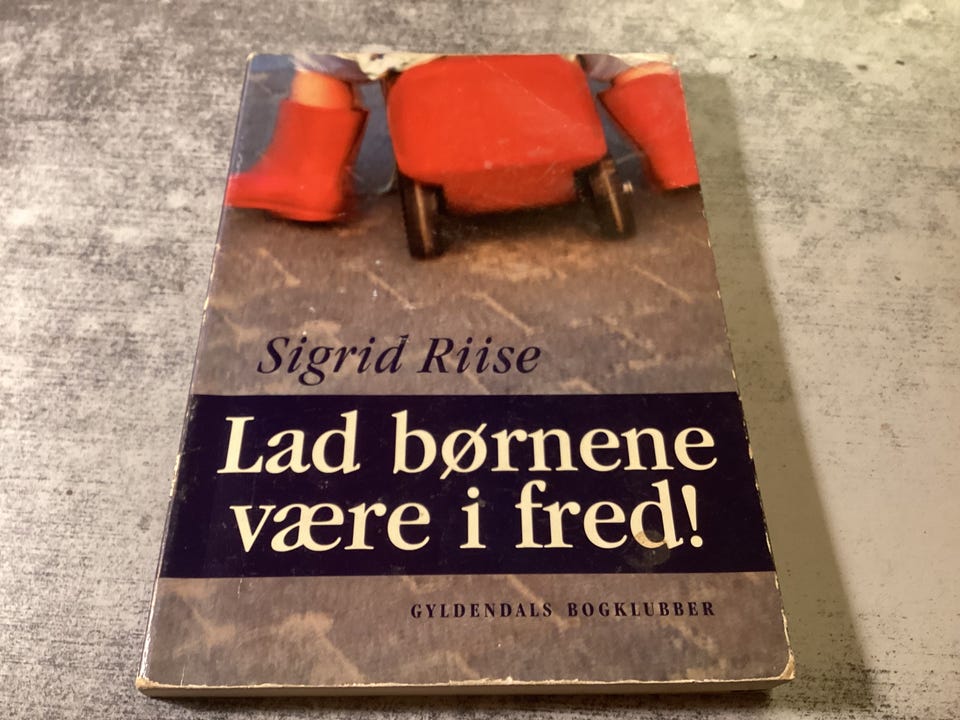 Sigrid Riise
Lad børnene
være i fred!
GYLDENDALS BOGKLUBBER